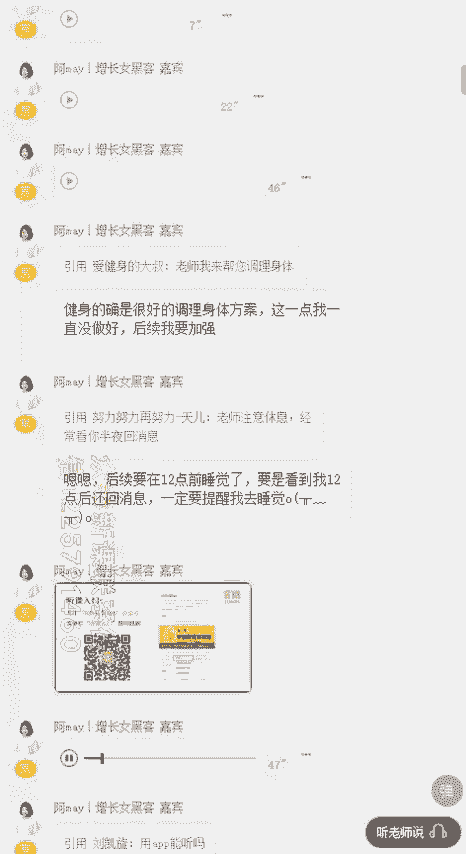 7″
阿may丨增长女黑客 嘉宾
22″
阿may丨增长女黑客 嘉宾
46″
阿may丨增长女黑客 嘉宾
引用 爱健身的大叔：老师我来帮您调理身体
健身的确是很好的调理身体方案，这一点我一
直没做好，后续我要加强
阿may丨增长女黑客 嘉宾
引用 努力努力再努力一天儿：老师注意休息，经
常看你半夜回消息
嗯嗯，后续要在12点前睡觉了，要是看到我12
点后还回消息，一定要提醒我去睡觉o(╥﹏
╥)o
阿may丨增长女黑客 嘉宾
阿may丨增长女黑客 嘉宾
47″
阿may丨增长女黑客 嘉宾
引用 刘凯旋：用app能听吗
听老师说